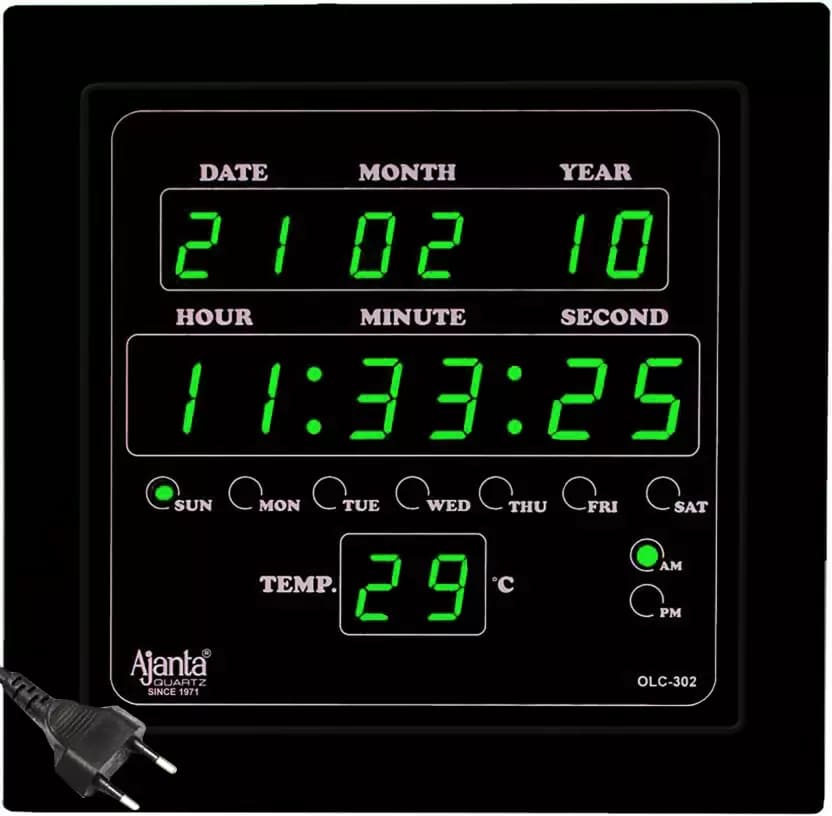 DATE MONTH YEAR
21 02 10
HOUR MINUTE SECOND
11:33:25
SUN MON TUE WED THU FRI SAT
TEMP. 29 °C
AM
PM
Ajanta®
QUARTZ
SINCE 1971
OLC-302